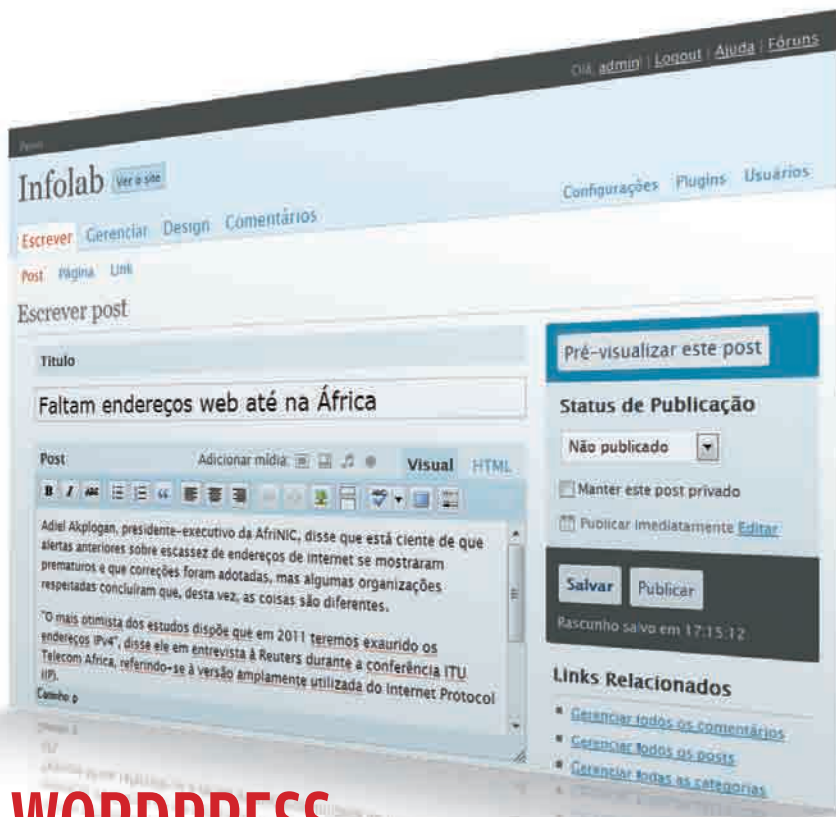 Olá, admin! | Logout | Ajuda | Fóruns
Infolab Ver o site
Configurações Plugins Usuários
Escrever Gerenciar Design Comentários
Post Página Link
Escrever post
Título
Faltam endereços web até na África
Post Adicionar mídia: Visual HTML
Adiel Akplogan, presidente-executivo da AfriNIC, disse que está ciente de que
alertas anteriores sobre escassez de endereços de internet se mostraram
prematuros e que correções foram adotadas, mas algumas organizações
respeitadas concluíram que, desta vez, as coisas são diferentes.
"O mais otimista dos estudos dispõe que em 2011 teremos exaurido os
endereços IPv4", disse ele em entrevista à Reuters durante a conferência ITU
Telecom Africa, referindo-se à versão amplamente utilizada do Internet Protocol
(IP).
Caminho: p
Pré-visualizar este post
Status de Publicação
Não publicado
Manter este post privado
Publicar imediatamente Editar
Salvar Publicar
Rascunho salvo em 17:15:12
Links Relacionados
Gerenciar todos os comentários
Gerenciar todos os posts
Gerenciar todas as categorias
WORDPRESS